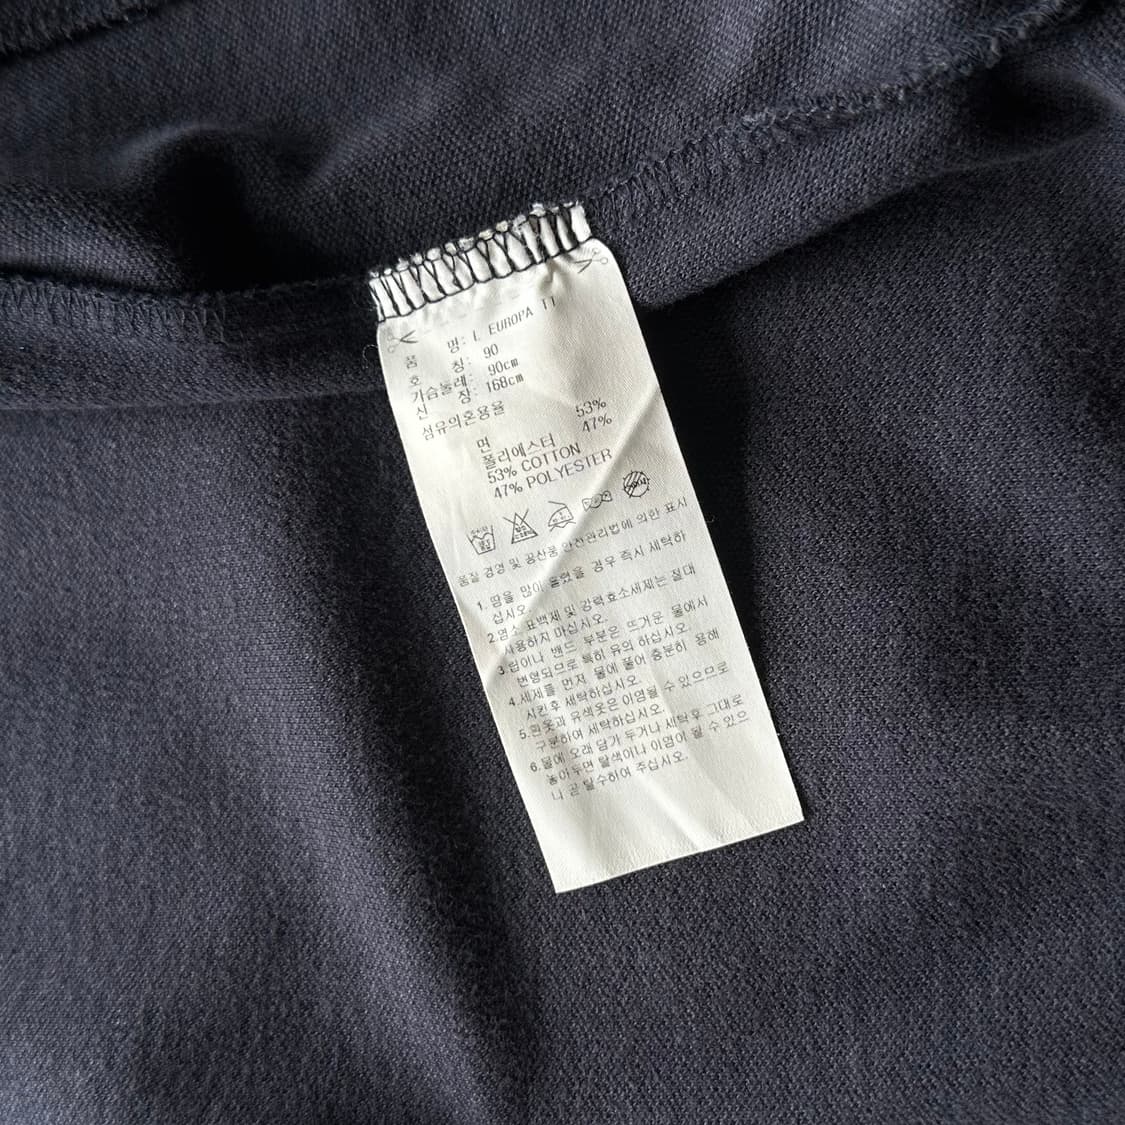 품 명: I. EUROPA TT
호 칭: 90
가슴둘레: 90cm
신 장: 168cm
섬유의혼용율
면 53%
폴리에스터 47%
53% COTTON
47% POLYESTER
품질 경영 및 공산품 안전관리법에 의한 표시
1. 땀을 많이 흘렸을 경우 즉시 세탁하
십시오.
2.염소 표백제 및 강력효소세제는 절대
사용하지 마십시오.
3.립이나 밴드 부분은 뜨거운 물에서
변형되므로 특히 유의 하십시오.
4.세제를 먼저 물에 풀어 충분히 용해
시킨후 세탁하십시오.
5.흰옷과 유색옷은 이염될 수 있으므로
구분하여 세탁하십시오.
6.물에 오래 담가 두거나 세탁후 그대로
놓아두면 탈색이나 이염이 될 수 있으
니 곧 탈수하여 주십시오.